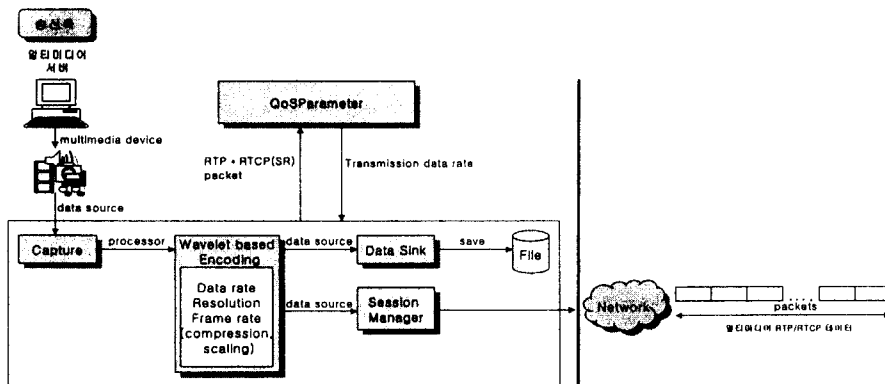 멀티미디어
서버
multimedia device
data source
QoSParameter
RTP + RTCP(SR)
packet
Transmission data rate
Capture
processor
Wavelet based
Encoding
Data rate
Resolution
Frame rate
(compression,
scaling)
data source
Data Sink
save
File
data source
Session
Manager
Network
packets
멀티미디어 RTP/RTCP 데이터